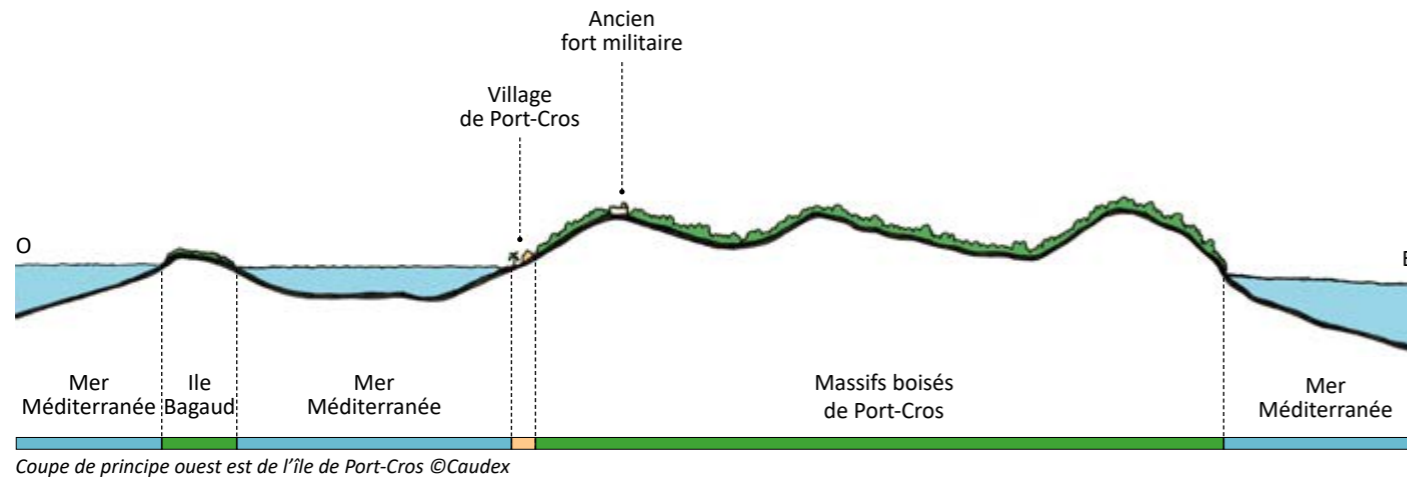 Ancien
fort militaire
Village
de Port-Cros
O
E
Mer
Méditerranée
Ile
Bagaud
Mer
Méditerranée
Massifs boisés
de Port-Cros
Mer
Méditerranée
Coupe de principe ouest est de l'île de Port-Cros ©Caudex